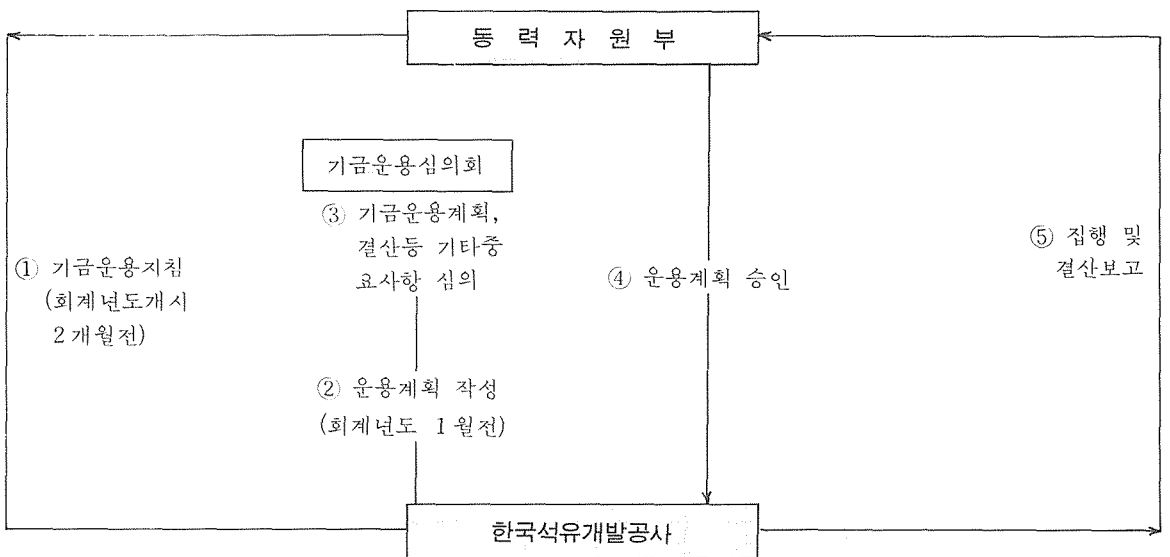 동 력 자 원 부
기금운용심의회
① 기금운용지침
(회계년도개시
2개월전)
③ 기금운용계획,
결산등 기타중
요사항 심의
② 운용계획 작성
(회계년도 1월전)
④ 운용계획 승인
⑤ 집행 및
결산보고
한국석유개발공사